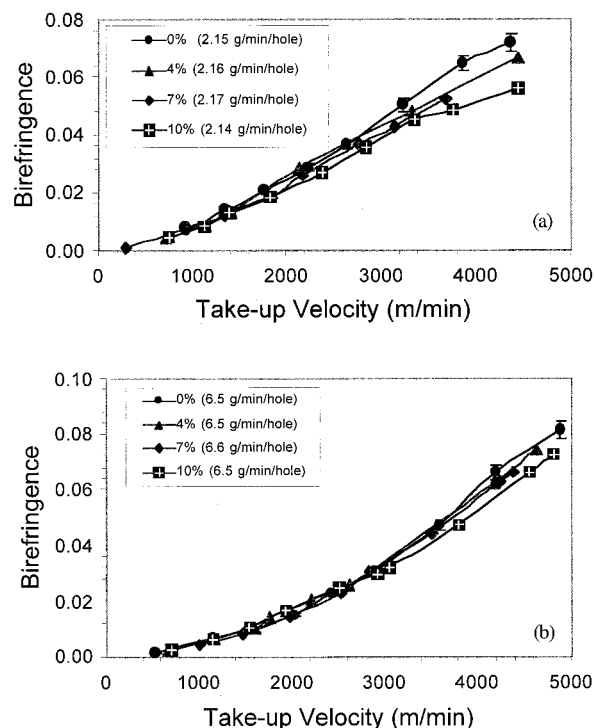 0.08
0.06
0.04
0.02
0.00
Birefringence
0% (2.15 g/min/hole)
4% (2.16 g/min/hole)
7% (2.17 g/min/hole)
10% (2.14 g/min/hole)
(a)
0 1000 2000 3000 4000 5000
Take-up Velocity (m/min)
0.10
0.08
0.06
0.04
0.02
0.00
Birefringence
0% (6.5 g/min/hole)
4% (6.5 g/min/hole)
7% (6.6 g/min/hole)
10% (6.5 g/min/hole)
(b)
0 1000 2000 3000 4000 5000
Take-up Velocity (m/min)